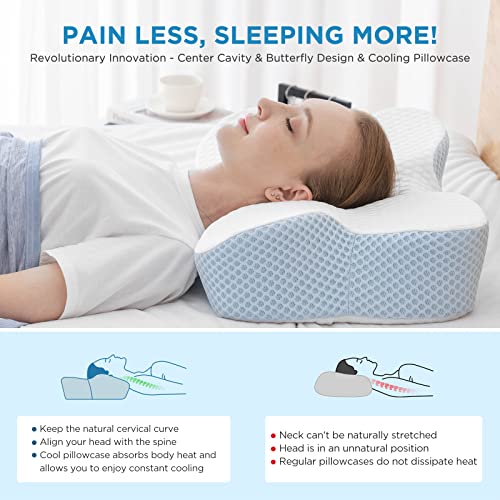 PAIN LESS, SLEEPING MORE!
Revolutionary Innovation - Center Cavity & Butterfly Design & Cooling Pillowcase
Keep the natural cervical curve
Align your head with the spine
Cool pillowcase absorbs body heat and
allows you to enjoy constant cooling
Neck can't be naturally stretched
Head is in an unnatural position
Regular pillowcases do not dissipate heat